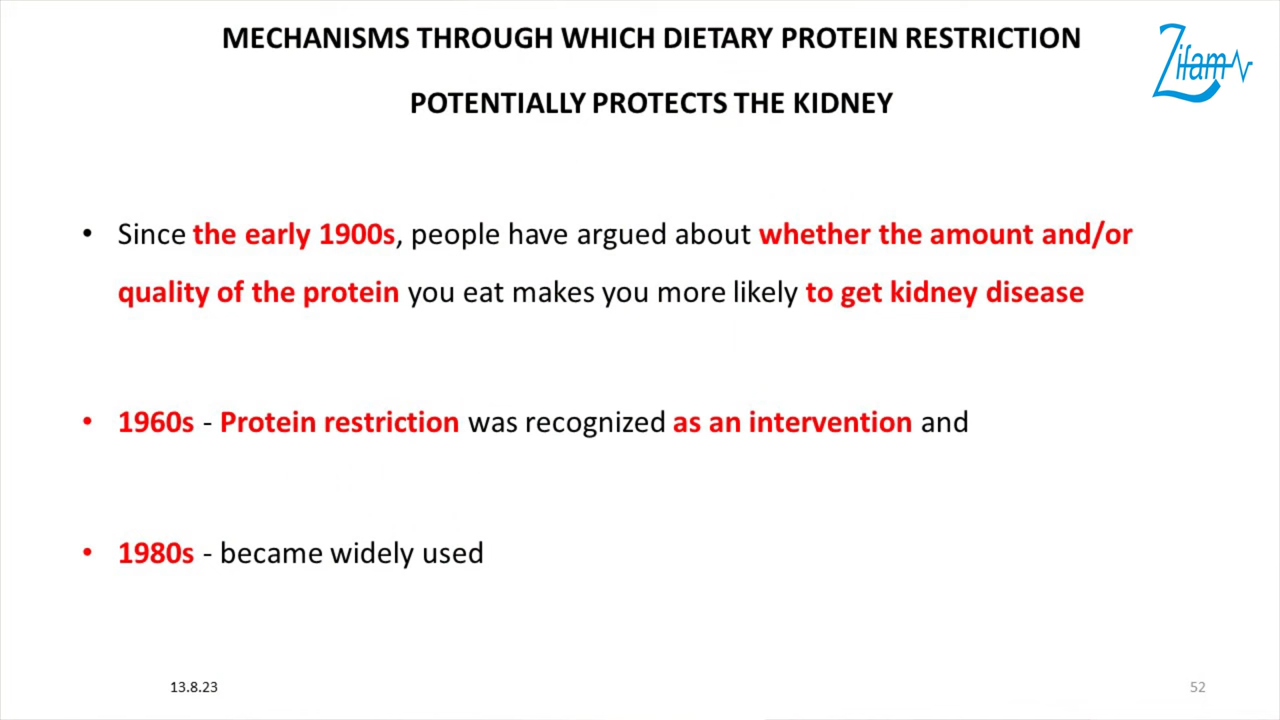 MECHANISMS THROUGH WHICH DIETARY PROTEIN RESTRICTION
POTENTIALLY PROTECTS THE KIDNEY
Zifam
• Since the early 1900s, people have argued about whether the amount and/or
quality of the protein you eat makes you more likely to get kidney disease
• 1960s - Protein restriction was recognized as an intervention and
• 1980s - became widely used
13.8.23
52